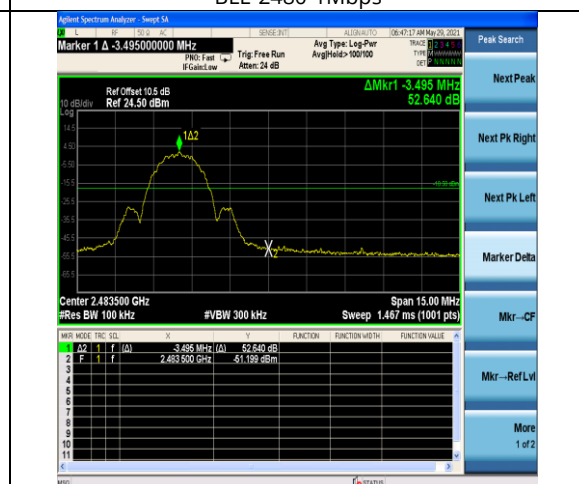 BLE-2480-1Mbps
Agilent Spectrum Analyzer - Swept SA
L RF 50 Ω AC SENSE:INT ALIGN AUTO 06:47:17 AM May 29, 2021
Marker 1 Δ -3.495000000 MHz
PNO: Fast
IFGain:Low
Trig: Free Run
Atten: 24 dB
Avg Type: Log-Pwr
Avg|Hold:>100/100
TRACE 1 2 3 4 5 6
TYPE
DET P N N N N N
Peak Search
Next Peak
Next Pk Right
Next Pk Left
Marker Delta
Mkr→CF
Mkr→Ref Lvl
More
1 of 2
Ref Offset 10.5 dB
Ref 24.50 dBm
10 dB/div
Log
ΔMkr1 -3.495 MHz
52.640 dB
14.5
4.50
-5.50
-15.5
-25.5
-35.5
-45.5
-55.5
-65.5
1Δ2
2
Center 2.483500 GHz
#Res BW 100 kHz
#VBW 300 kHz
Span 15.00 MHz
Sweep 1.467 ms (1001 pts)
MKR MODE TRC SCL X Y FUNCTION FUNCTION WIDTH FUNCTION VALUE
1 Δ2 1 f (Δ) -3.495 MHz (Δ) 52.640 dB
2 F 1 f 2.483 500 GHz -51.199 dBm
3
4
5
6
7
8
9
10
11
MSG
STATUS